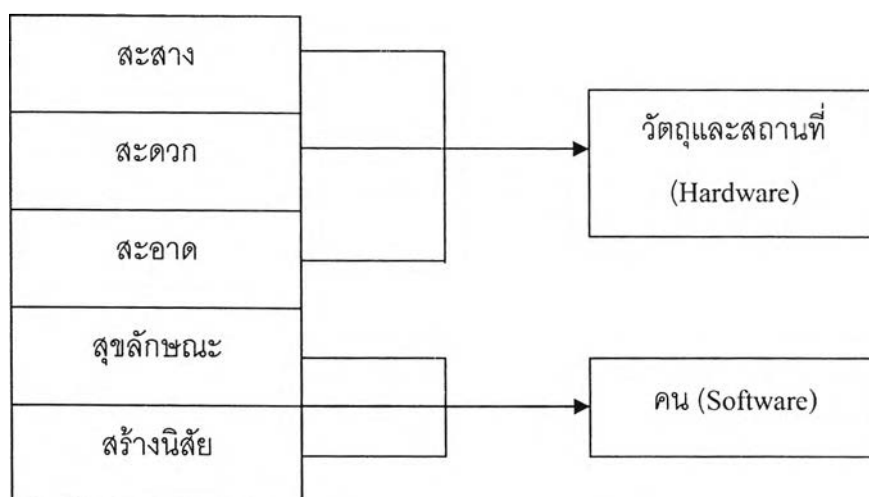 สะสาง
สะดวก
สะอาด
สุขลักษณะ
สร้างนิสัย
วัตถุและสถานที่
(Hardware)
คน (Software)